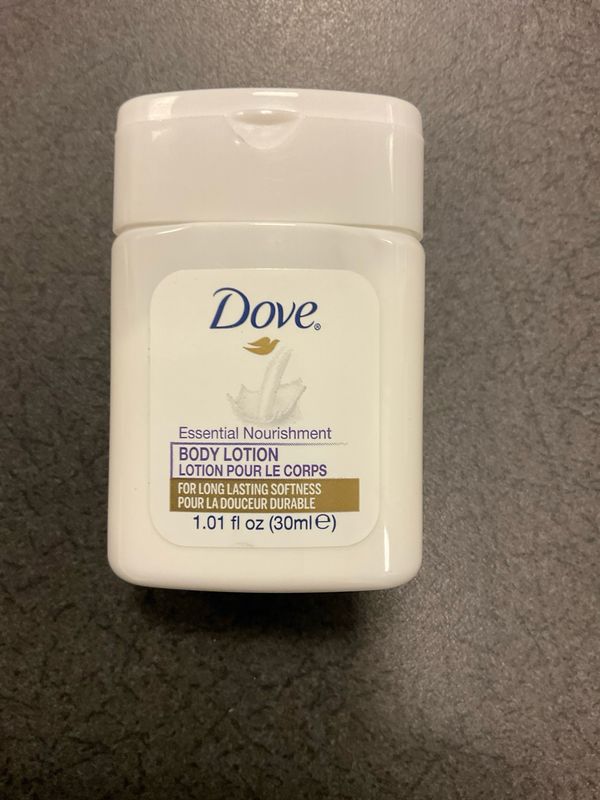 Dove®
Essential Nourishment
BODY LOTION
LOTION POUR LE CORPS
FOR LONG LASTING SOFTNESS
POUR LA DOUCEUR DURABLE
1.01 fl oz (30ml℮)